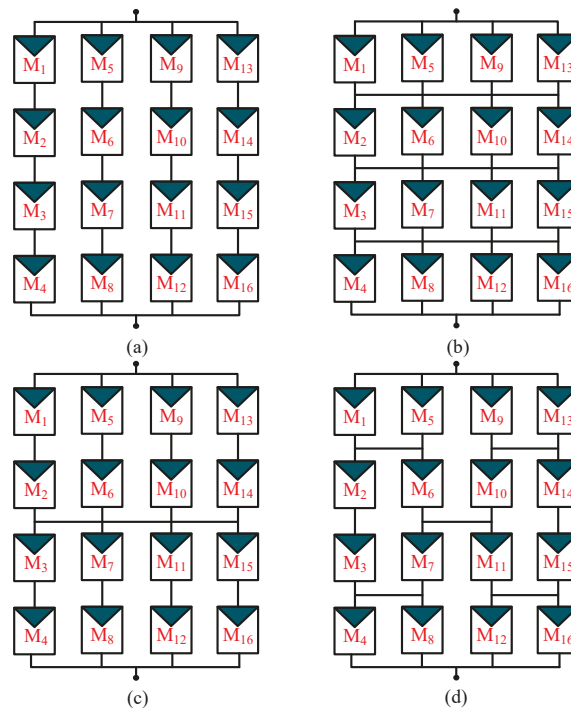 M₁ M₅ M₉ M₁₃
M₂ M₆ M₁₀ M₁₄
M₃ M₇ M₁₁ M₁₅
M₄ M₈ M₁₂ M₁₆
(a)
M₁ M₅ M₉ M₁₃
M₂ M₆ M₁₀ M₁₄
M₃ M₇ M₁₁ M₁₅
M₄ M₈ M₁₂ M₁₆
(b)
M₁ M₅ M₉ M₁₃
M₂ M₆ M₁₀ M₁₄
M₃ M₇ M₁₁ M₁₅
M₄ M₈ M₁₂ M₁₆
(c)
M₁ M₅ M₉ M₁₃
M₂ M₆ M₁₀ M₁₄
M₃ M₇ M₁₁ M₁₅
M₄ M₈ M₁₂ M₁₆
(d)